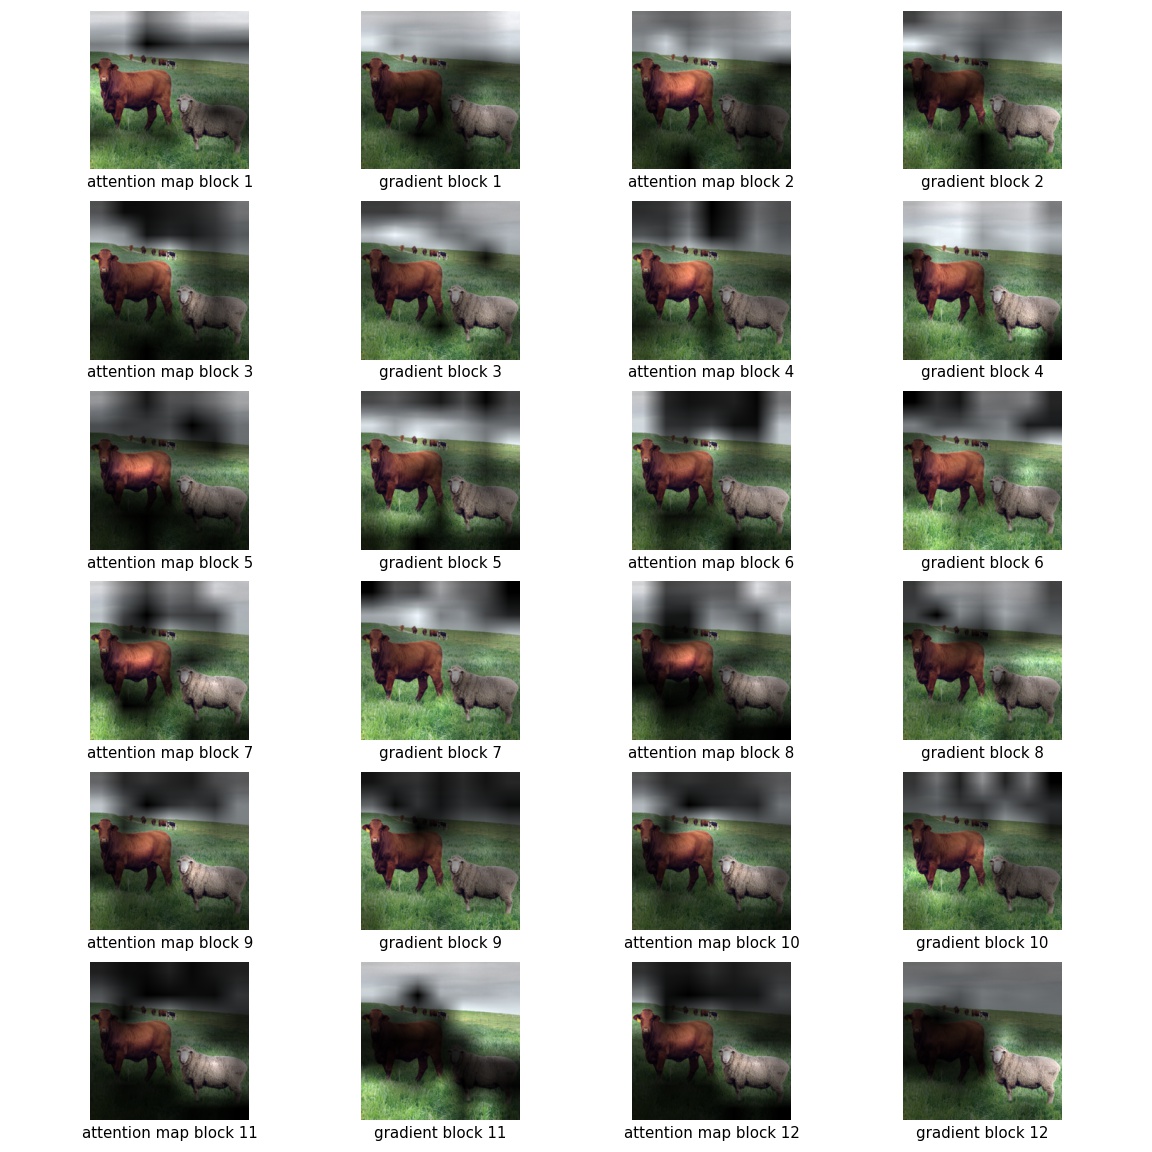 attention map block 1
gradient block 1
attention map block 2
gradient block 2
attention map block 3
gradient block 3
attention map block 4
gradient block 4
attention map block 5
gradient block 5
attention map block 6
gradient block 6
attention map block 7
gradient block 7
attention map block 8
gradient block 8
attention map block 9
gradient block 9
attention map block 10
gradient block 10
attention map block 11
gradient block 11
attention map block 12
gradient block 12